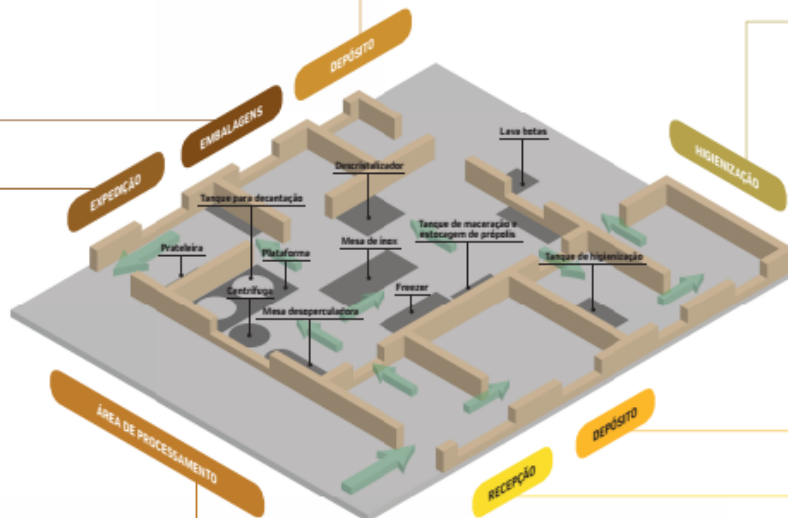 DEPÓSITO
EMBALAGENS
EXPEDIÇÃO
HIGIENIZAÇÃO
Lava botas
Descristalizador
Tanque para decantação
Tanque de maceração e
estocagem de própolis
Prateleira
Plataforma
Mesa de inox
Tanque de higienização
Centrífuga
Freezer
Mesa desoperculadora
ÁREA DE PROCESSAMENTO
DEPÓSITO
RECEPÇÃO